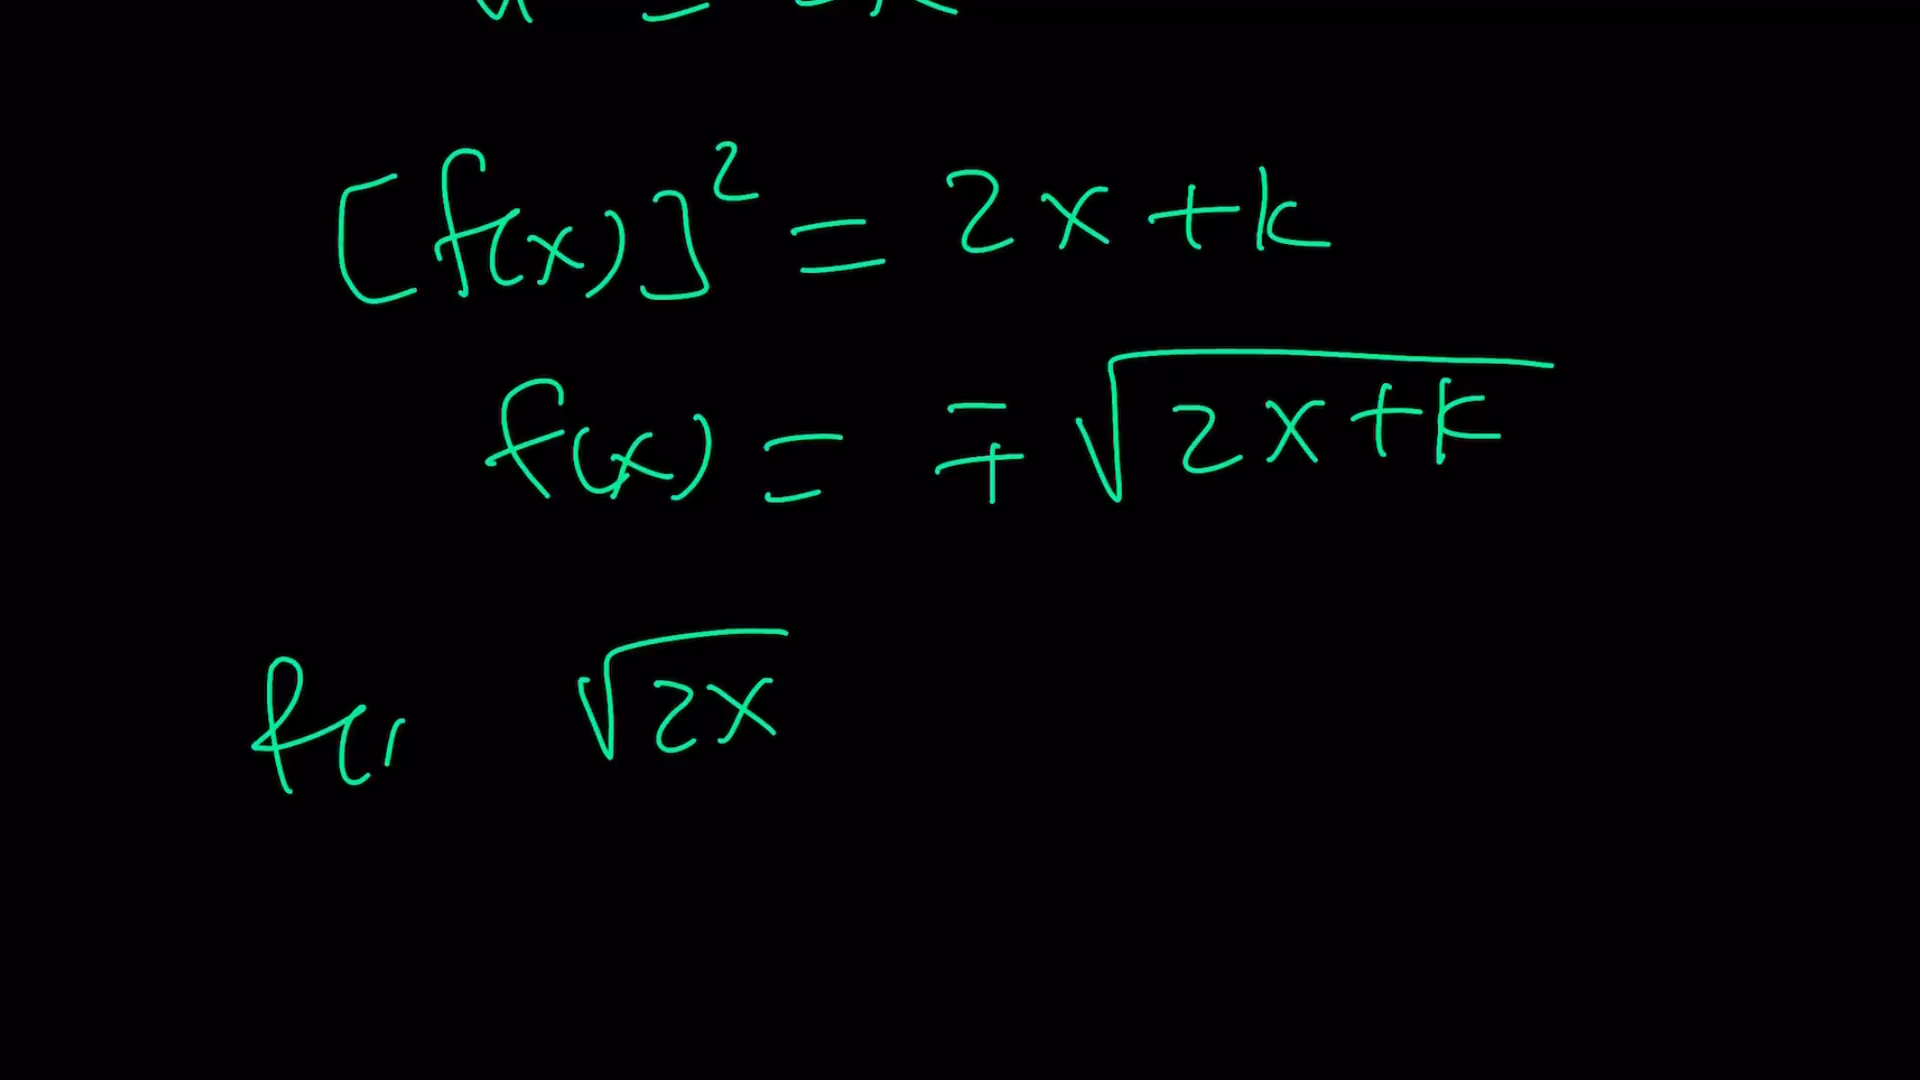 [f(x)]² = 2x + k
f(x) = ∓√(2x + k)
f( √2x